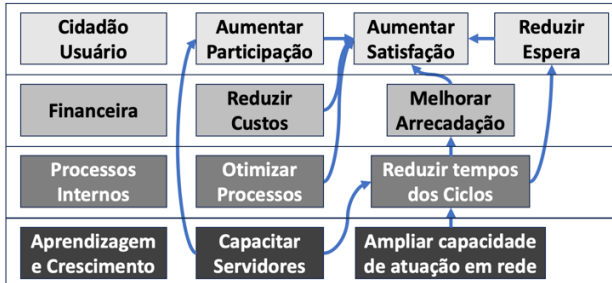 Cidadão
Usuário
Aumentar
Participação
Aumentar
Satisfação
Reduzir
Espera
Financeira
Reduzir
Custos
Melhorar
Arrecadação
Processos
Internos
Otimizar
Processos
Reduzir tempos
dos Ciclos
Aprendizagem
e Crescimento
Capacitar
Servidores
Ampliar capacidade
de atuação em rede